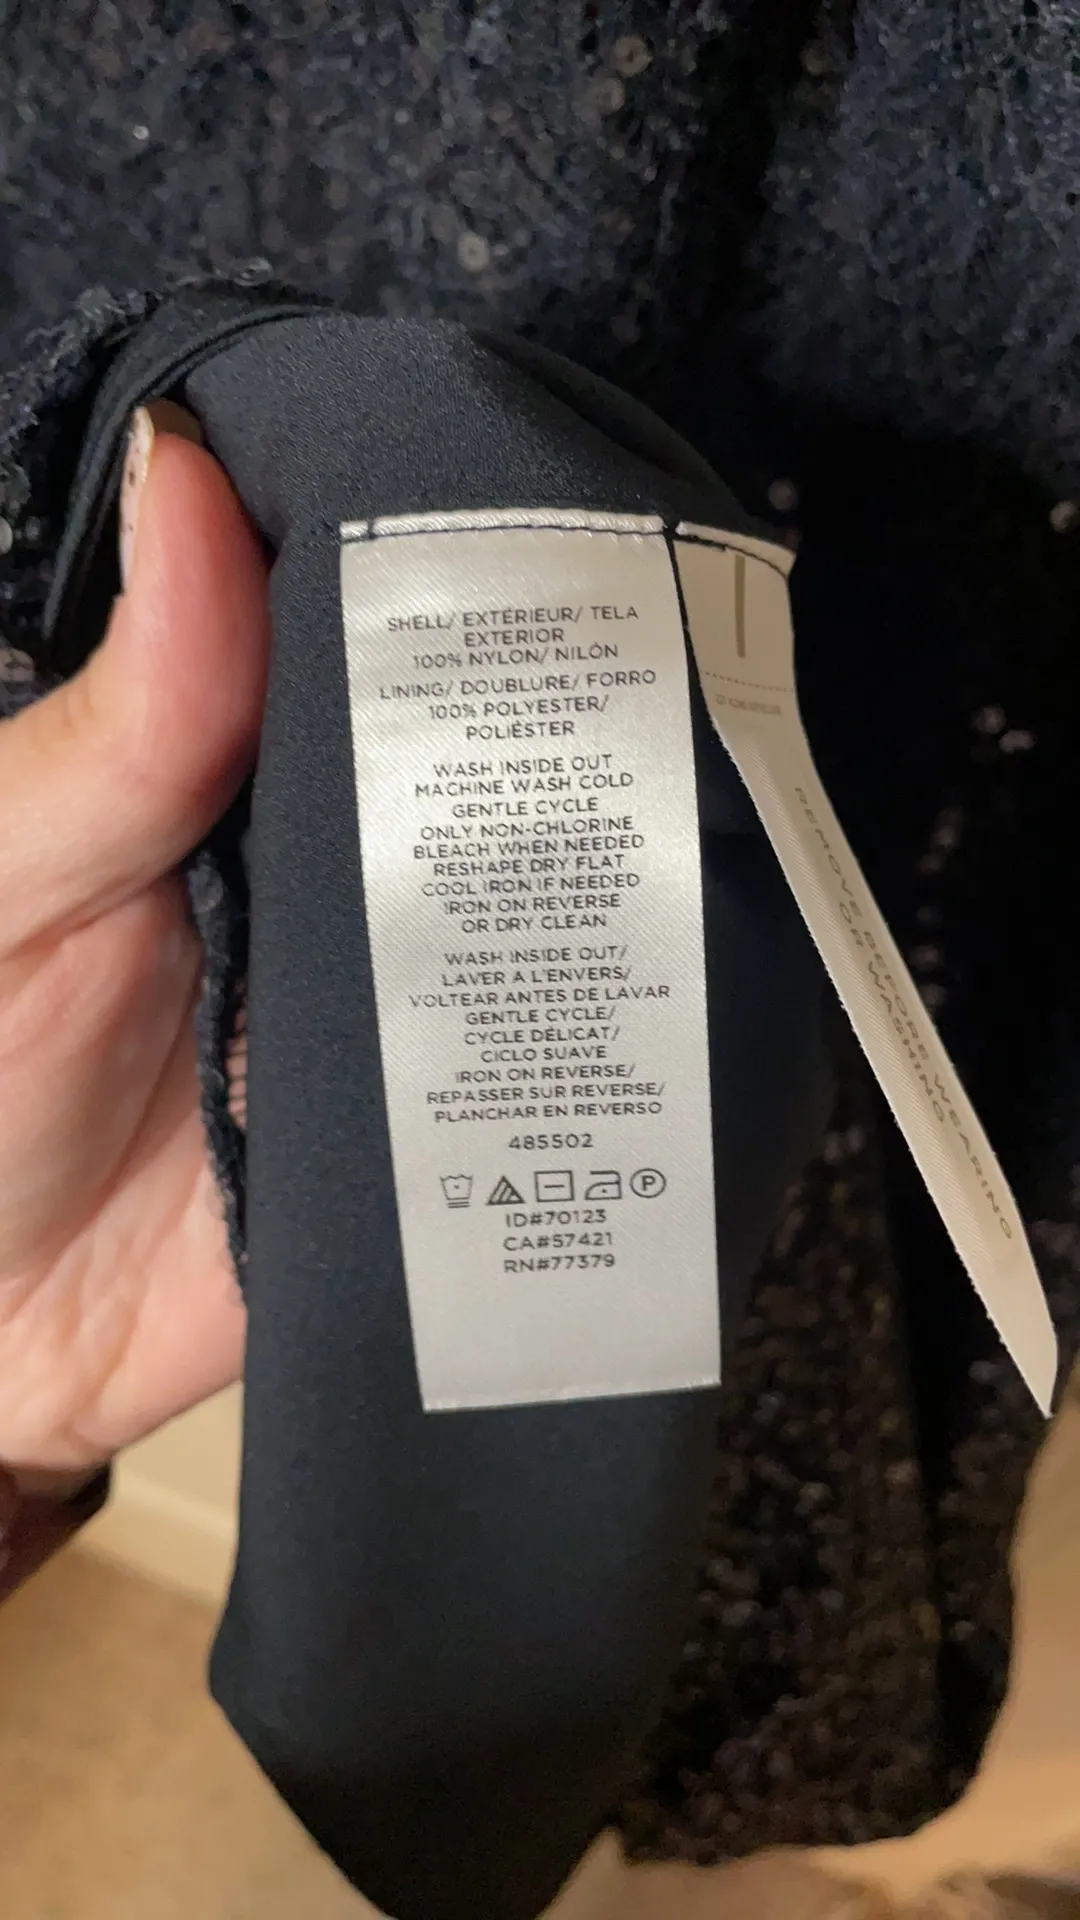 SHELL/ EXTÉRIEUR/ TELA
EXTERIOR
100% NYLON/ NILÓN
LINING/ DOUBLURE/ FORRO
100% POLYESTER/
POLIÉSTER
WASH INSIDE OUT
MACHINE WASH COLD
GENTLE CYCLE
ONLY NON-CHLORINE
BLEACH WHEN NEEDED
RESHAPE DRY FLAT
COOL IRON IF NEEDED
IRON ON REVERSE
OR DRY CLEAN
WASH INSIDE OUT/
LAVER A L'ENVERS/
VOLTEAR ANTES DE LAVAR
GENTLE CYCLE/
CYCLE DÉLICAT/
CICLO SUAVE
IRON ON REVERSE/
REPASSER SUR REVERSE/
PLANCHAR EN REVERSO
485502
P
ID#70123
CA#57421
RN#77379
REMOVE BEFORE WEARING
OR WASHING